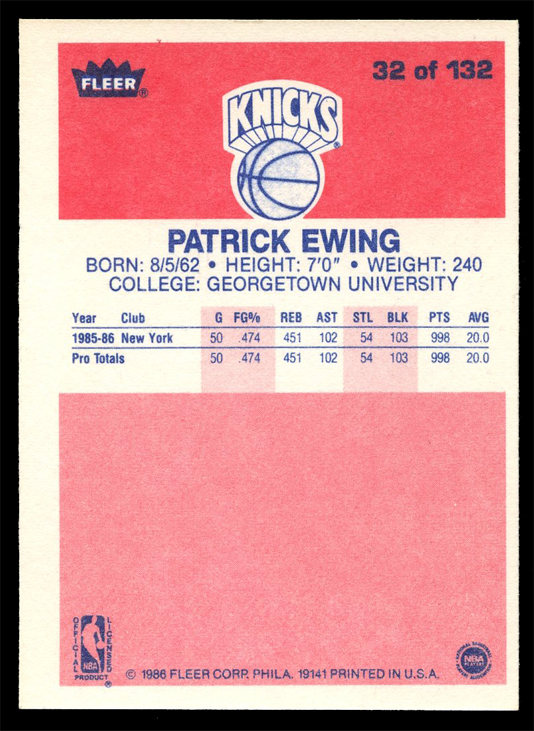 FLEER®
32 of 132
KNICKS®
PATRICK EWING
BORN: 8/5/62 • HEIGHT: 7'0" • WEIGHT: 240
COLLEGE: GEORGETOWN UNIVERSITY
Year Club G FG% REB AST STL BLK PTS AVG
1985-86 New York 50 .474 451 102 54 103 998 20.0
Pro Totals 50 .474 451 102 54 103 998 20.0
OFFICIAL
LICENSED
NBA
PRODUCT®
© 1986 FLEER CORP. PHILA. 19141 PRINTED IN U.S.A.
NBA
PLAYERS